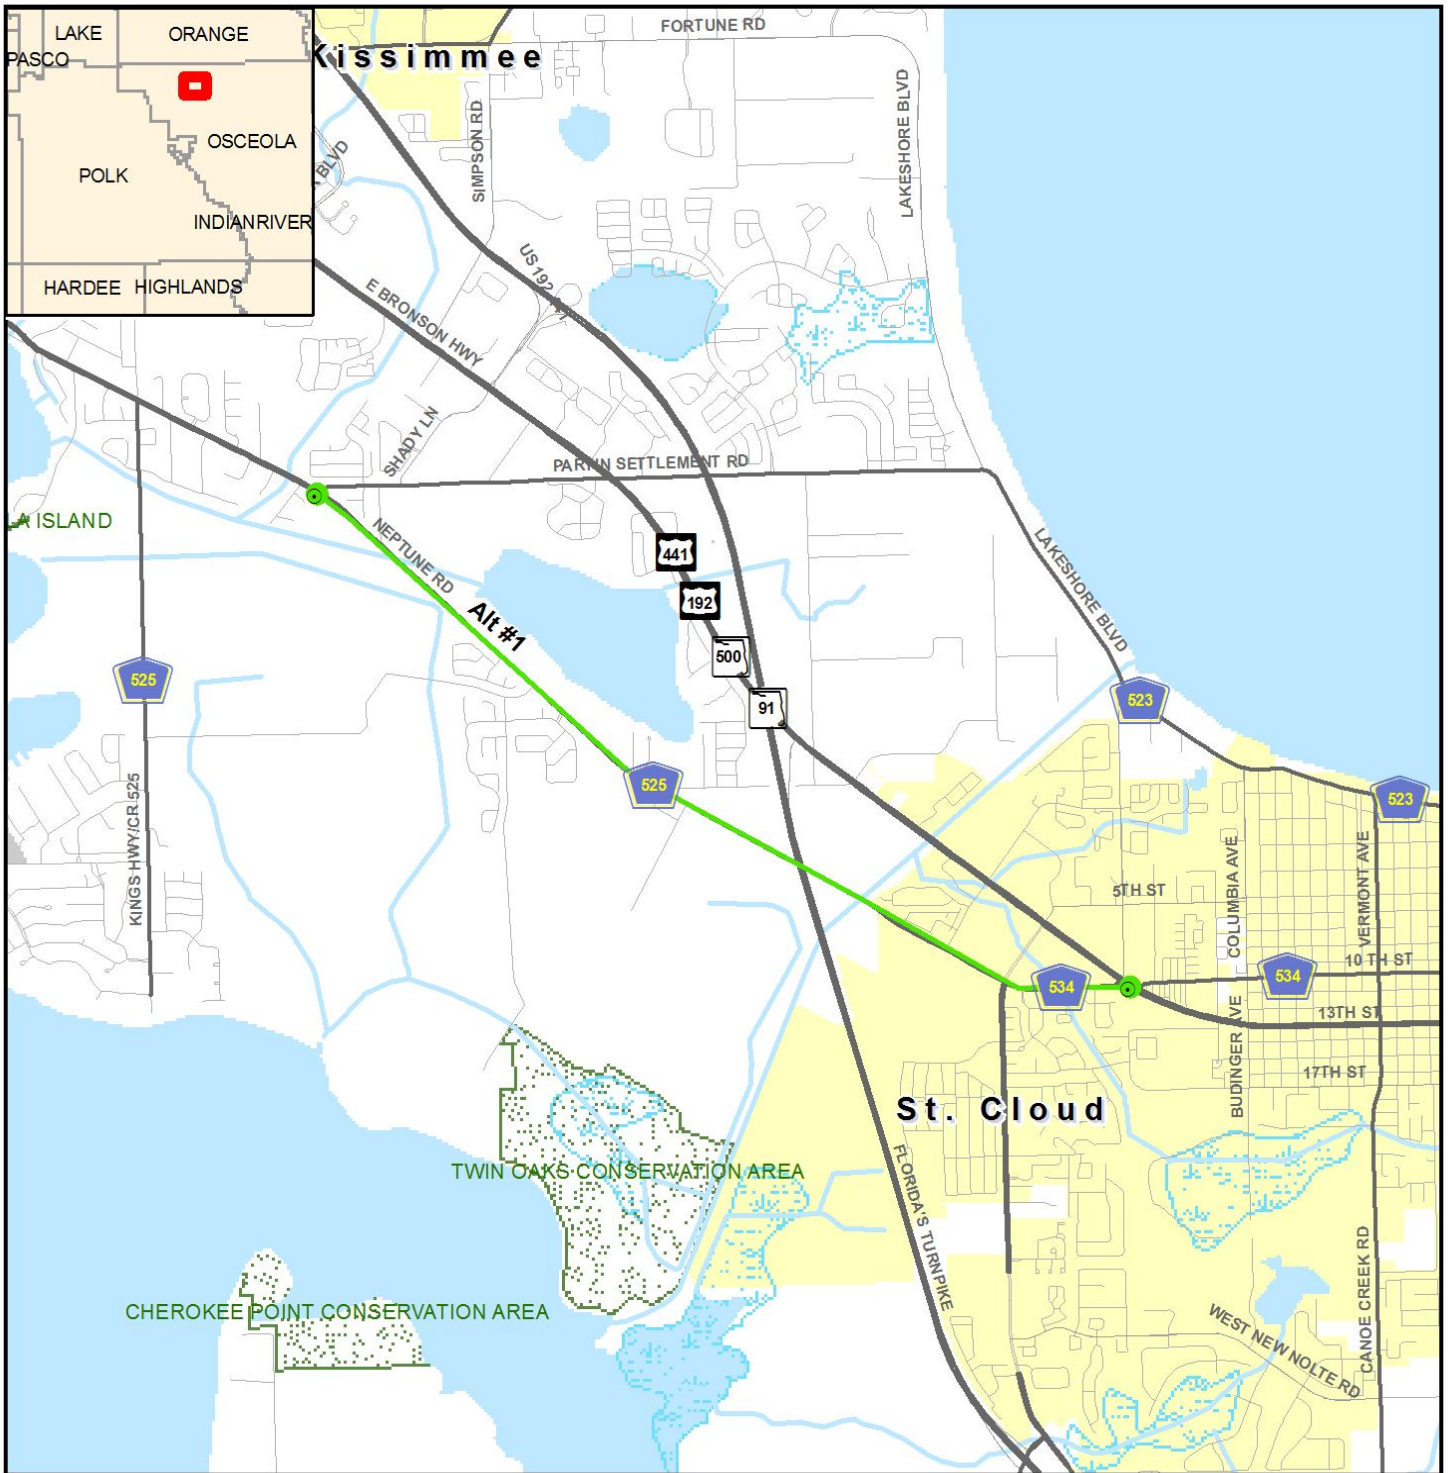 LAKE
ORANGE
PASCO
OSCEOLA
POLK
INDIANRIVER
HARDEE
HIGHLANDS
Kissimmee
FORTUNE RD
SIMPSON RD
LAKESHORE BLVD
BLVD
E BRONSON HWY
SHADY LN
NEPTUNE RD
SETTLEMENT RD
LA ISLAND
441
192
500
91
Alt #1
LAKESHORE BLVD
525
523
525
523
KINGS HWY/CR 525
5TH ST
COLUMBIA AVE
VERMONT AVE
10 TH ST
534
534
13TH ST
BUDINGER AVE
17TH ST
St. Cloud
TWIN OAKS CONSERVATION AREA
FLORIDA'S TURNPIKE
CHEROKEE POINT CONSERVATION AREA
WEST NEW NOLTE RD
CANOE CREEK RD
US 192